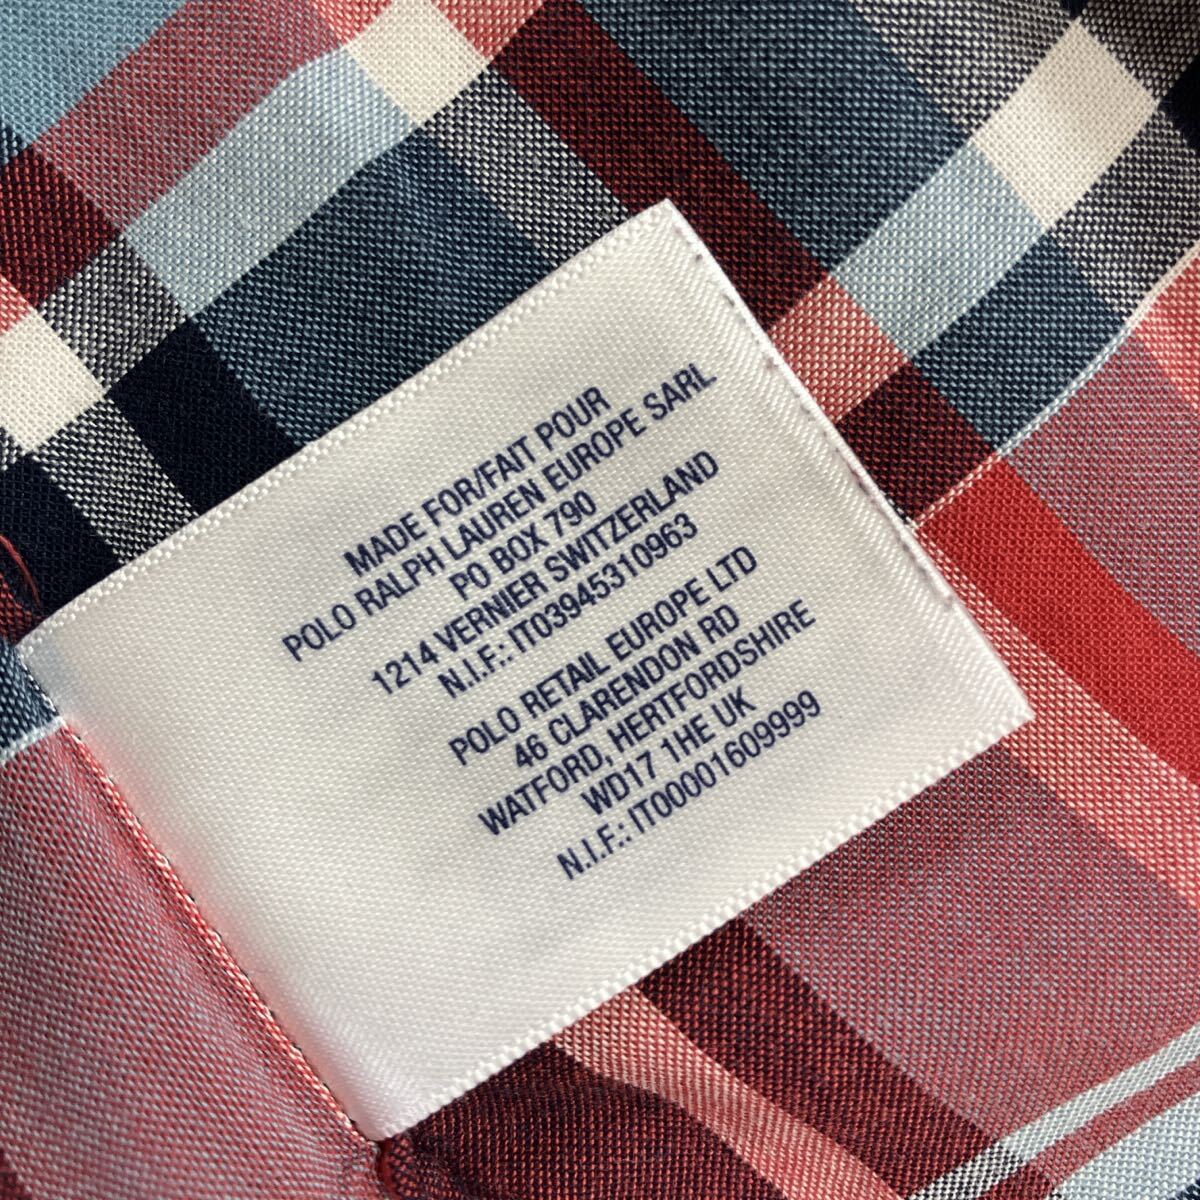 MADE FOR/FAIT POUR
POLO RALPH LAUREN EUROPE SARL
PO BOX 790
1214 VERNIER SWITZERLAND
N.I.F.: IT03945310963
POLO RETAIL EUROPE LTD
46 CLARENDON RD
WATFORD, HERTFORDSHIRE
WD17 1HE UK
N.I.F.: IT00001609999